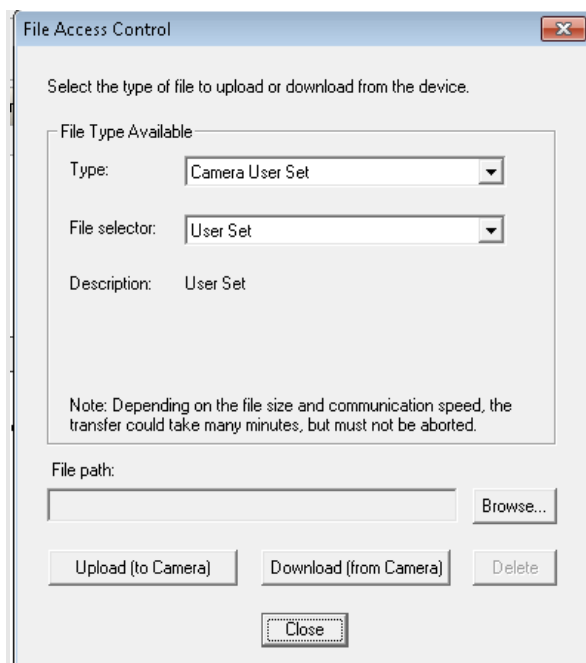 File Access Control
Select the type of file to upload or download from the device.
File Type Available
Type: Camera User Set
File selector: User Set
Description: User Set
Note: Depending on the file size and communication speed, the
transfer could take many minutes, but must not be aborted.
File path:
Browse...
Upload (to Camera) Download (from Camera) Delete
Close